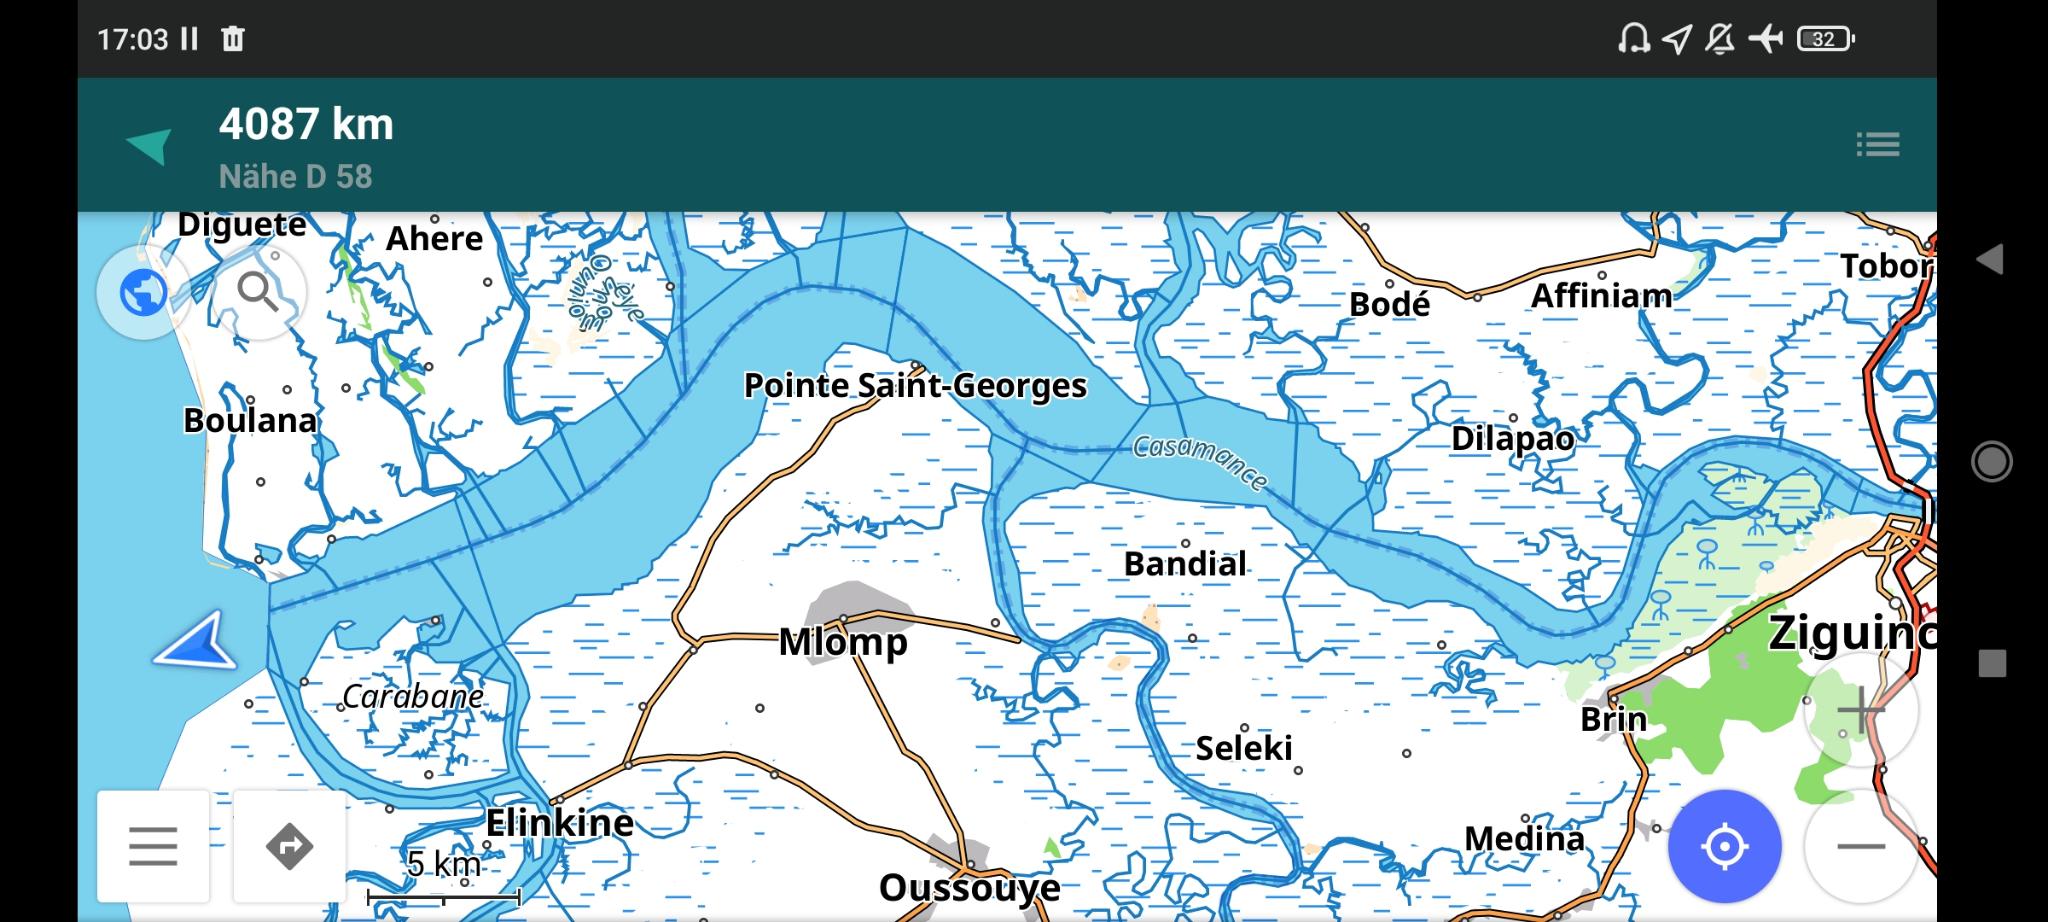 17:03
32
4087 km
Nähe D 58
Diguete
Ahere
Tobor
Bodé
Affiniam
Pointe Saint-Georges
Boulana
Casamance
Dilapao
Bandial
Mlomp
Ziguinc
Carabane
Brin
Seleki
Elinkine
Medina
5 km
Oussouye